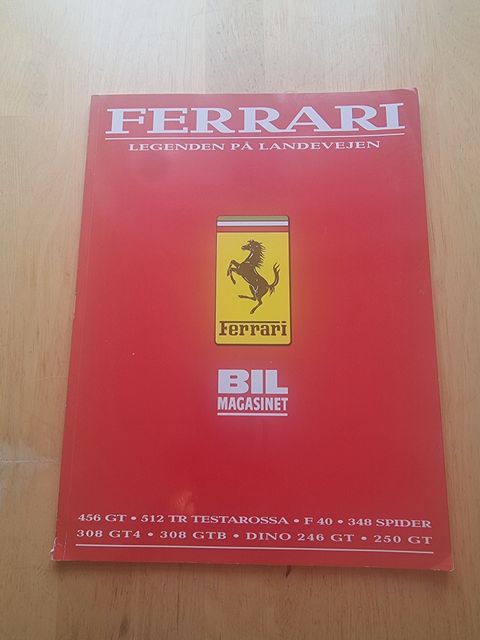 FERRARI
LEGENDEN PÅ LANDEVEJEN
Ferrari
BIL
MAGASINET
456 GT • 512 TR TESTAROSSA • F 40 • 348 SPIDER
308 GT4 • 308 GTB • DINO 246 GT • 250 GT